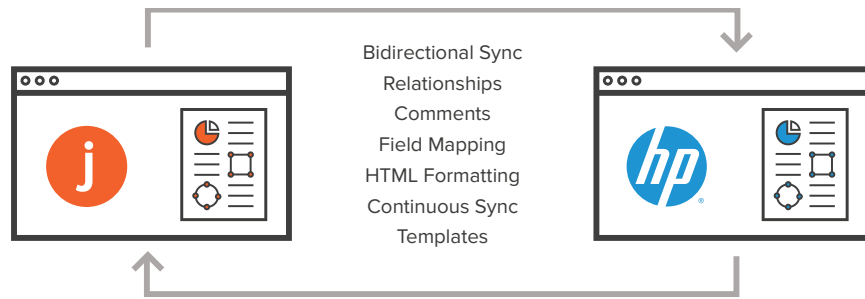 Bidirectional Sync
Relationships
Comments
Field Mapping
HTML Formatting
Continuous Sync
Templates
j
hp®